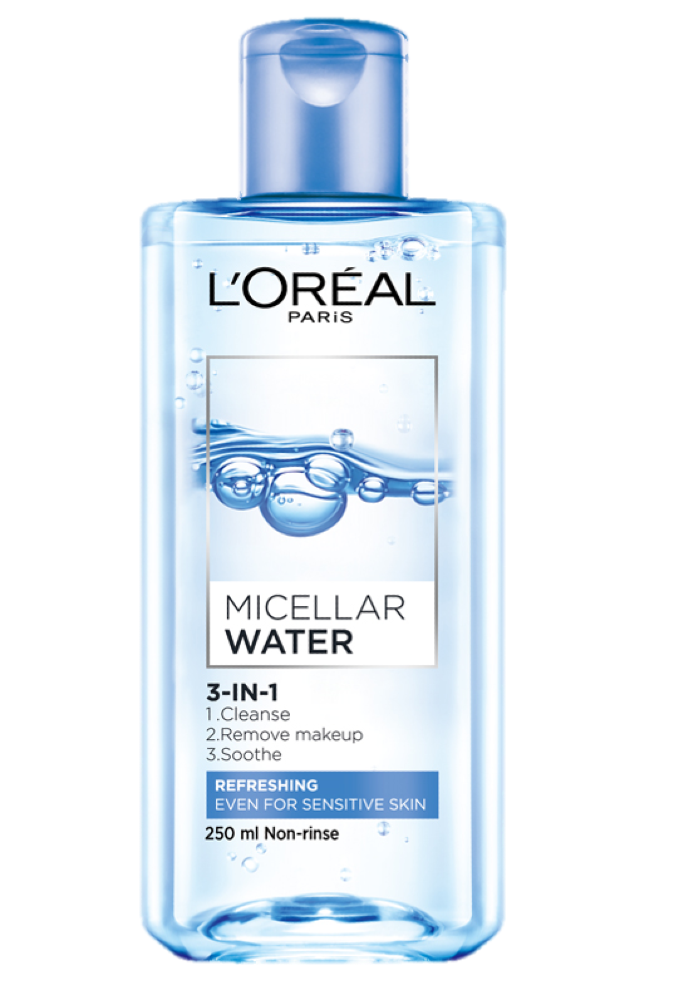 L'ORÉAL
PARiS
MICELLAR
WATER
3-IN-1
1 .Cleanse
2.Remove makeup
3.Soothe
REFRESHING
EVEN FOR SENSITIVE SKIN
250 ml Non-rinse